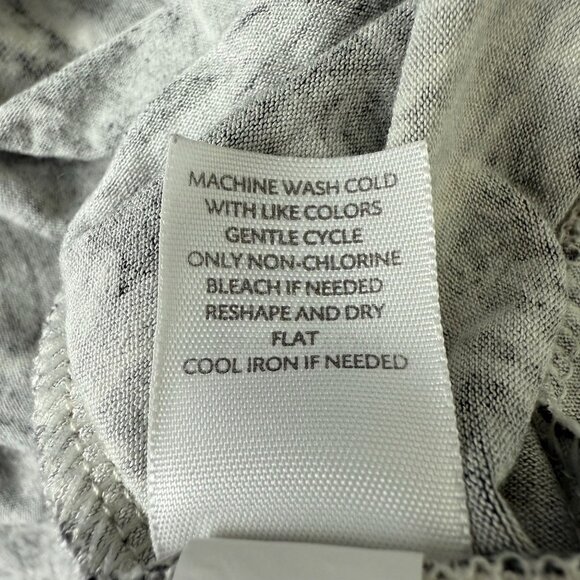 MACHINE WASH COLD
WITH LIKE COLORS
GENTLE CYCLE
ONLY NON-CHLORINE
BLEACH IF NEEDED
RESHAPE AND DRY
FLAT
COOL IRON IF NEEDED